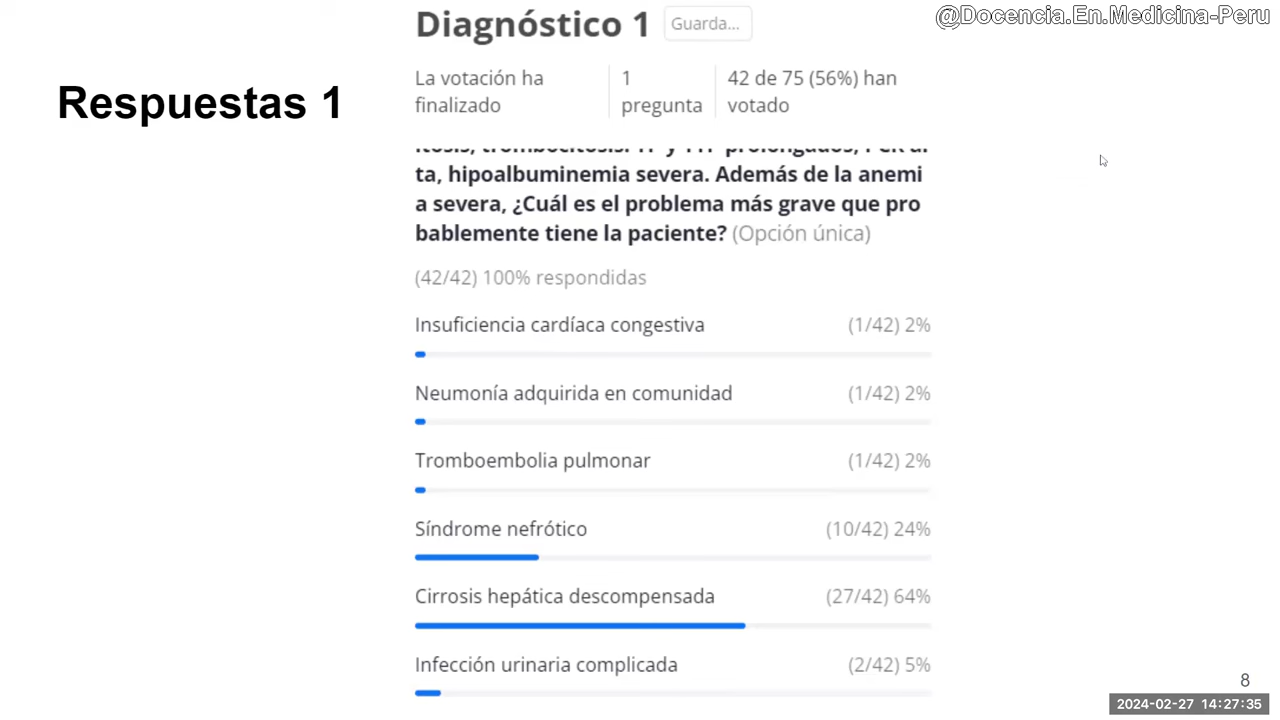 @Docencia.En.Medicina-Peru
Respuestas 1
Diagnóstico 1
Guarda...
La votación ha
finalizado
1
pregunta
42 de 75 (56%) han
votado
ta, hipoalbuminemia severa. Además de la anemi
a severa, ¿Cuál es el problema más grave que pro
bablemente tiene la paciente? (Opción única)
(42/42) 100% respondidas
Insuficiencia cardíaca congestiva (1/42) 2%
Neumonía adquirida en comunidad (1/42) 2%
Tromboembolia pulmonar (1/42) 2%
Síndrome nefrótico (10/42) 24%
Cirrosis hepática descompensada (27/42) 64%
Infección urinaria complicada (2/42) 5%
8
2024-02-27 14:27:35